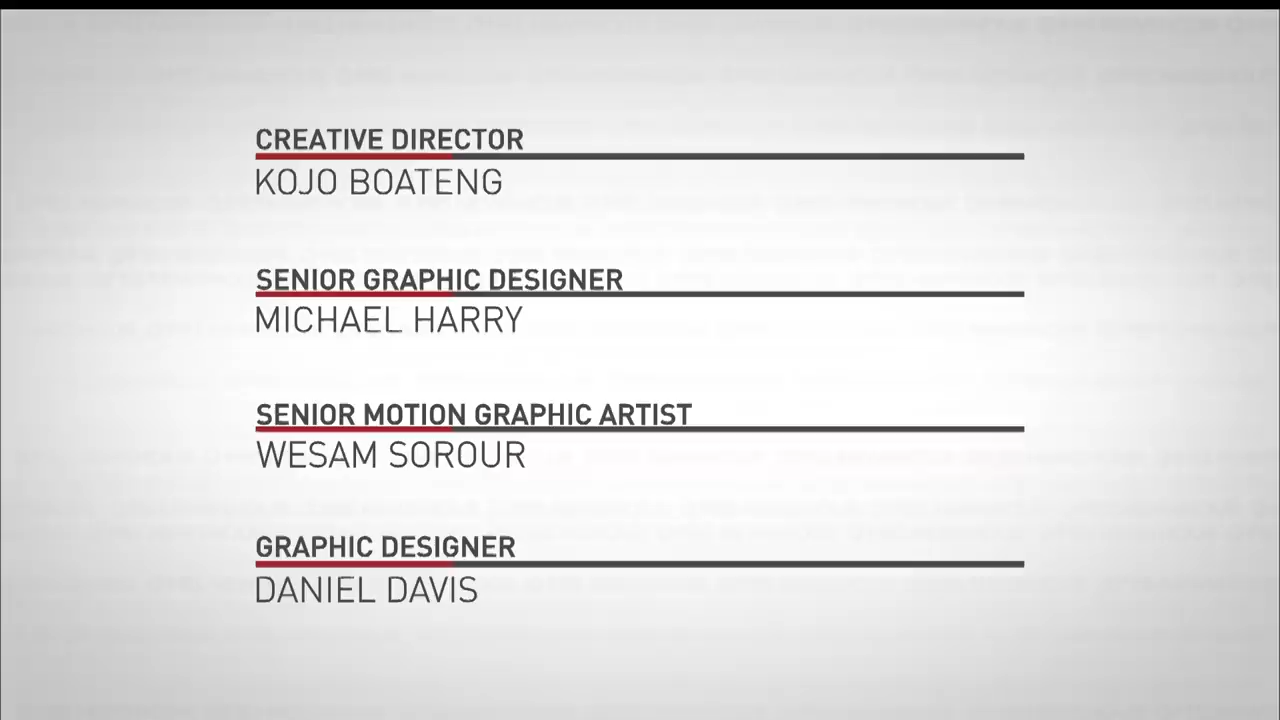 CREATIVE DIRECTOR
KOJO BOATENG
SENIOR GRAPHIC DESIGNER
MICHAEL HARRY
SENIOR MOTION GRAPHIC ARTIST
WESAM SOROUR
GRAPHIC DESIGNER
DANIEL DAVIS